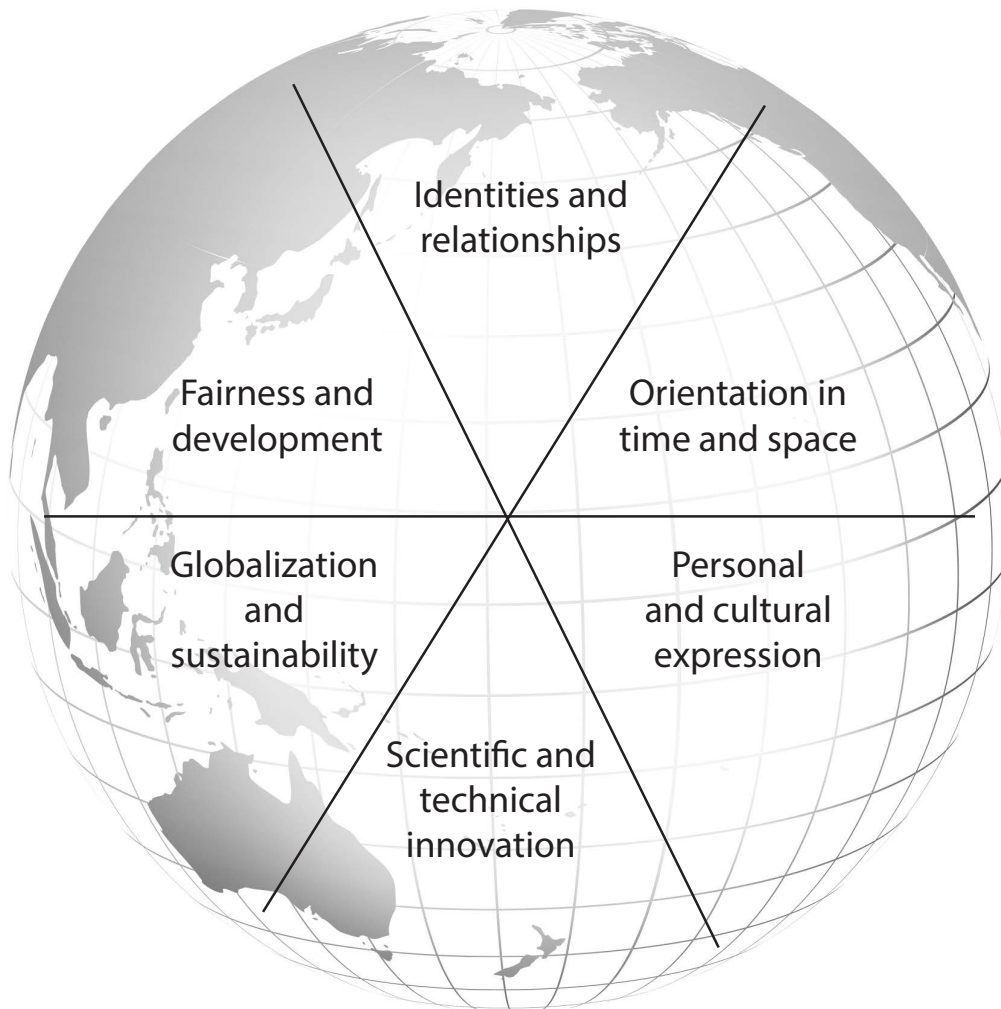 Identities and
relationships
Fairness and
development
Orientation in
time and space
Globalization
and
sustainability
Personal
and cultural
expression
Scientific and
technical
innovation